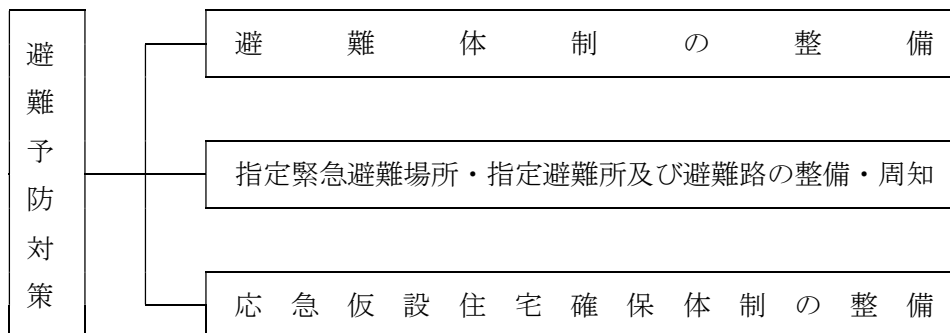 避難予防対策
避難体制の整備
指定緊急避難場所・指定避難所及び避難路の整備・周知
応急仮設住宅確保体制の整備